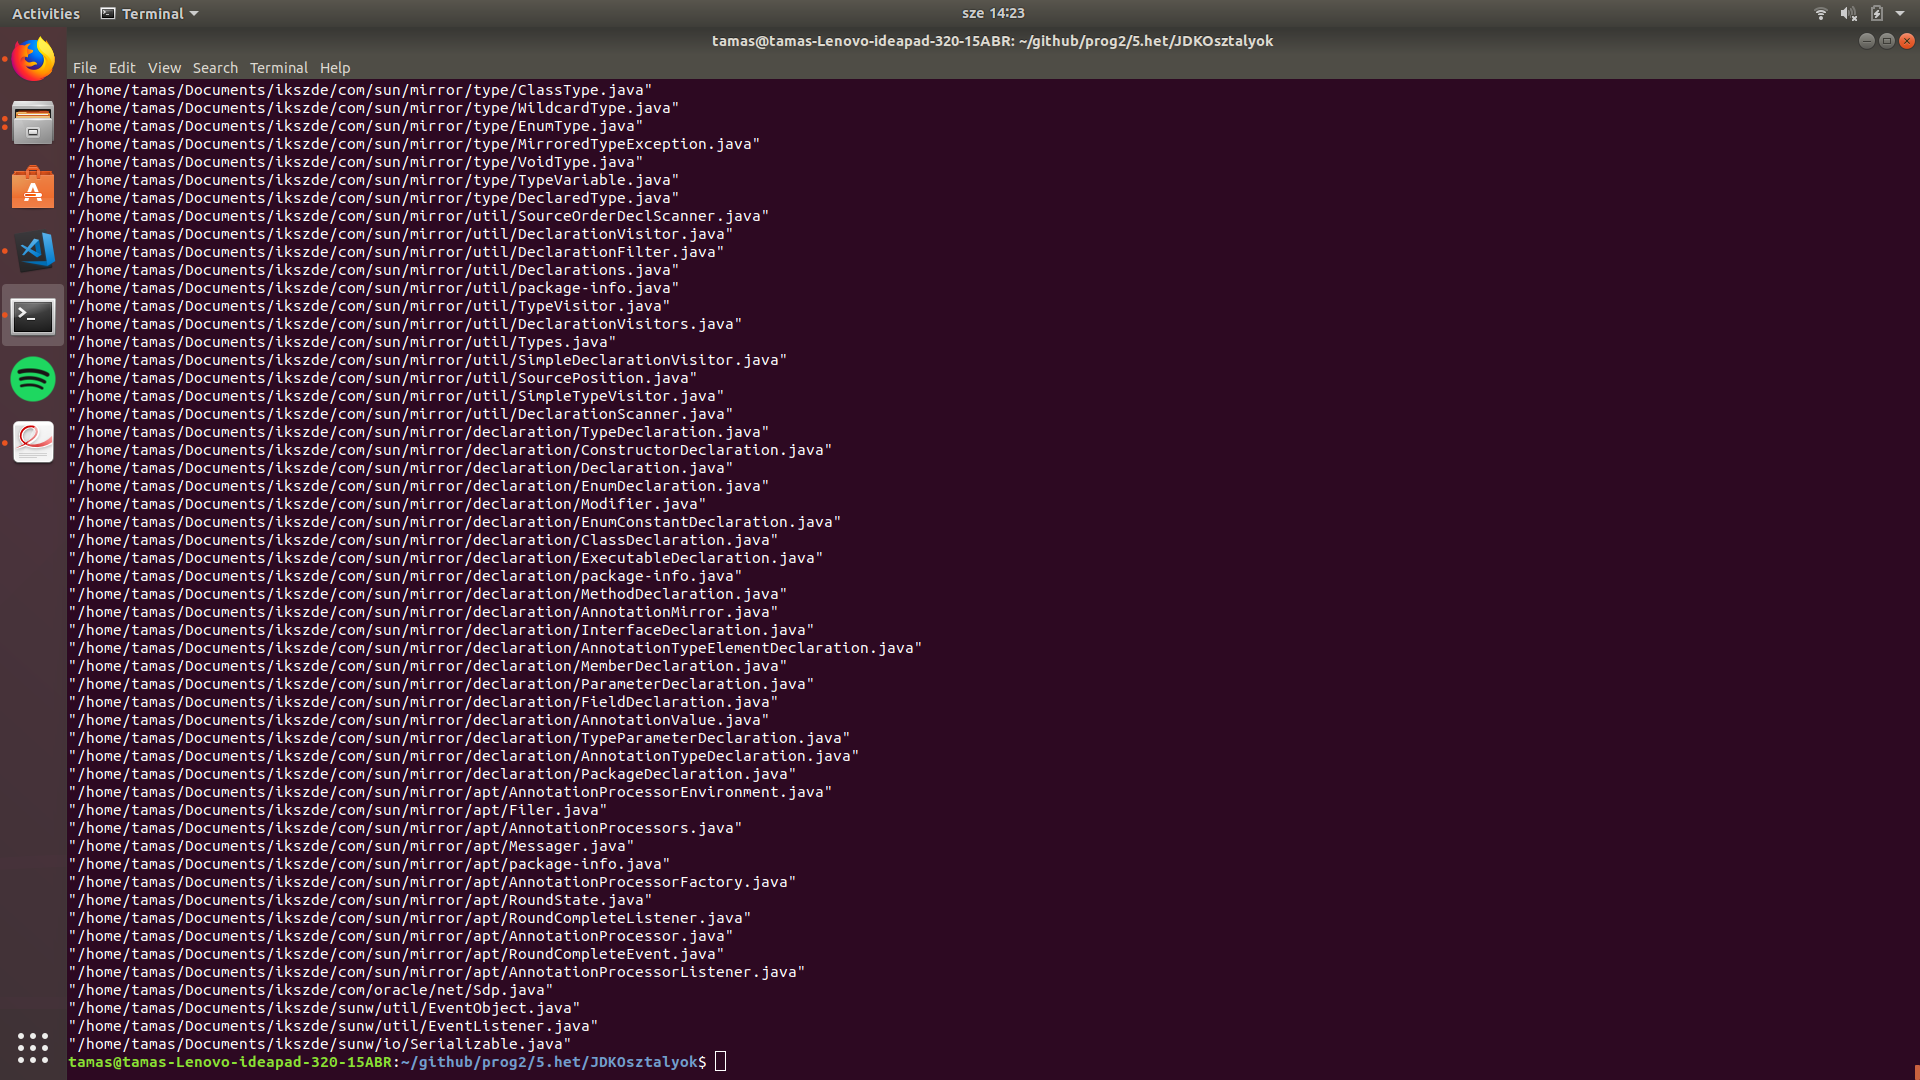 Activities Terminal sze 14:23
tamas@tamas-Lenovo-ideapad-320-15ABR: ~/github/prog2/5.het/JDKOsztalyok
File Edit View Search Terminal Help
"/home/tamas/Documents/ikszde/com/sun/mirror/type/ClassType.java"
"/home/tamas/Documents/ikszde/com/sun/mirror/type/WildcardType.java"
"/home/tamas/Documents/ikszde/com/sun/mirror/type/EnumType.java"
"/home/tamas/Documents/ikszde/com/sun/mirror/type/MirroredTypeException.java"
"/home/tamas/Documents/ikszde/com/sun/mirror/type/VoidType.java"
"/home/tamas/Documents/ikszde/com/sun/mirror/type/TypeVariable.java"
"/home/tamas/Documents/ikszde/com/sun/mirror/type/DeclaredType.java"
"/home/tamas/Documents/ikszde/com/sun/mirror/util/SourceOrderDeclScanner.java"
"/home/tamas/Documents/ikszde/com/sun/mirror/util/DeclarationVisitor.java"
"/home/tamas/Documents/ikszde/com/sun/mirror/util/DeclarationFilter.java"
"/home/tamas/Documents/ikszde/com/sun/mirror/util/Declarations.java"
"/home/tamas/Documents/ikszde/com/sun/mirror/util/package-info.java"
"/home/tamas/Documents/ikszde/com/sun/mirror/util/TypeVisitor.java"
"/home/tamas/Documents/ikszde/com/sun/mirror/util/DeclarationVisitors.java"
"/home/tamas/Documents/ikszde/com/sun/mirror/util/Types.java"
"/home/tamas/Documents/ikszde/com/sun/mirror/util/SimpleDeclarationVisitor.java"
"/home/tamas/Documents/ikszde/com/sun/mirror/util/SourcePosition.java"
"/home/tamas/Documents/ikszde/com/sun/mirror/util/SimpleTypeVisitor.java"
"/home/tamas/Documents/ikszde/com/sun/mirror/util/DeclarationScanner.java"
"/home/tamas/Documents/ikszde/com/sun/mirror/declaration/TypeDeclaration.java"
"/home/tamas/Documents/ikszde/com/sun/mirror/declaration/ConstructorDeclaration.java"
"/home/tamas/Documents/ikszde/com/sun/mirror/declaration/Declaration.java"
"/home/tamas/Documents/ikszde/com/sun/mirror/declaration/EnumDeclaration.java"
"/home/tamas/Documents/ikszde/com/sun/mirror/declaration/Modifier.java"
"/home/tamas/Documents/ikszde/com/sun/mirror/declaration/EnumConstantDeclaration.java"
"/home/tamas/Documents/ikszde/com/sun/mirror/declaration/ClassDeclaration.java"
"/home/tamas/Documents/ikszde/com/sun/mirror/declaration/ExecutableDeclaration.java"
"/home/tamas/Documents/ikszde/com/sun/mirror/declaration/package-info.java"
"/home/tamas/Documents/ikszde/com/sun/mirror/declaration/MethodDeclaration.java"
"/home/tamas/Documents/ikszde/com/sun/mirror/declaration/AnnotationMirror.java"
"/home/tamas/Documents/ikszde/com/sun/mirror/declaration/InterfaceDeclaration.java"
"/home/tamas/Documents/ikszde/com/sun/mirror/declaration/AnnotationTypeElementDeclaration.java"
"/home/tamas/Documents/ikszde/com/sun/mirror/declaration/MemberDeclaration.java"
"/home/tamas/Documents/ikszde/com/sun/mirror/declaration/ParameterDeclaration.java"
"/home/tamas/Documents/ikszde/com/sun/mirror/declaration/FieldDeclaration.java"
"/home/tamas/Documents/ikszde/com/sun/mirror/declaration/AnnotationValue.java"
"/home/tamas/Documents/ikszde/com/sun/mirror/declaration/TypeParameterDeclaration.java"
"/home/tamas/Documents/ikszde/com/sun/mirror/declaration/AnnotationTypeDeclaration.java"
"/home/tamas/Documents/ikszde/com/sun/mirror/declaration/PackageDeclaration.java"
"/home/tamas/Documents/ikszde/com/sun/mirror/apt/AnnotationProcessorEnvironment.java"
"/home/tamas/Documents/ikszde/com/sun/mirror/apt/Filer.java"
"/home/tamas/Documents/ikszde/com/sun/mirror/apt/AnnotationProcessors.java"
"/home/tamas/Documents/ikszde/com/sun/mirror/apt/Messager.java"
"/home/tamas/Documents/ikszde/com/sun/mirror/apt/package-info.java"
"/home/tamas/Documents/ikszde/com/sun/mirror/apt/AnnotationProcessorFactory.java"
"/home/tamas/Documents/ikszde/com/sun/mirror/apt/RoundState.java"
"/home/tamas/Documents/ikszde/com/sun/mirror/apt/RoundCompleteListener.java"
"/home/tamas/Documents/ikszde/com/sun/mirror/apt/AnnotationProcessor.java"
"/home/tamas/Documents/ikszde/com/sun/mirror/apt/RoundCompleteEvent.java"
"/home/tamas/Documents/ikszde/com/sun/mirror/apt/AnnotationProcessorListener.java"
"/home/tamas/Documents/ikszde/com/oracle/net/Sdp.java"
"/home/tamas/Documents/ikszde/sunw/util/EventObject.java"
"/home/tamas/Documents/ikszde/sunw/util/EventListener.java"
"/home/tamas/Documents/ikszde/sunw/io/Serializable.java"
tamas@tamas-Lenovo-ideapad-320-15ABR:~/github/prog2/5.het/JDKOsztalyok$